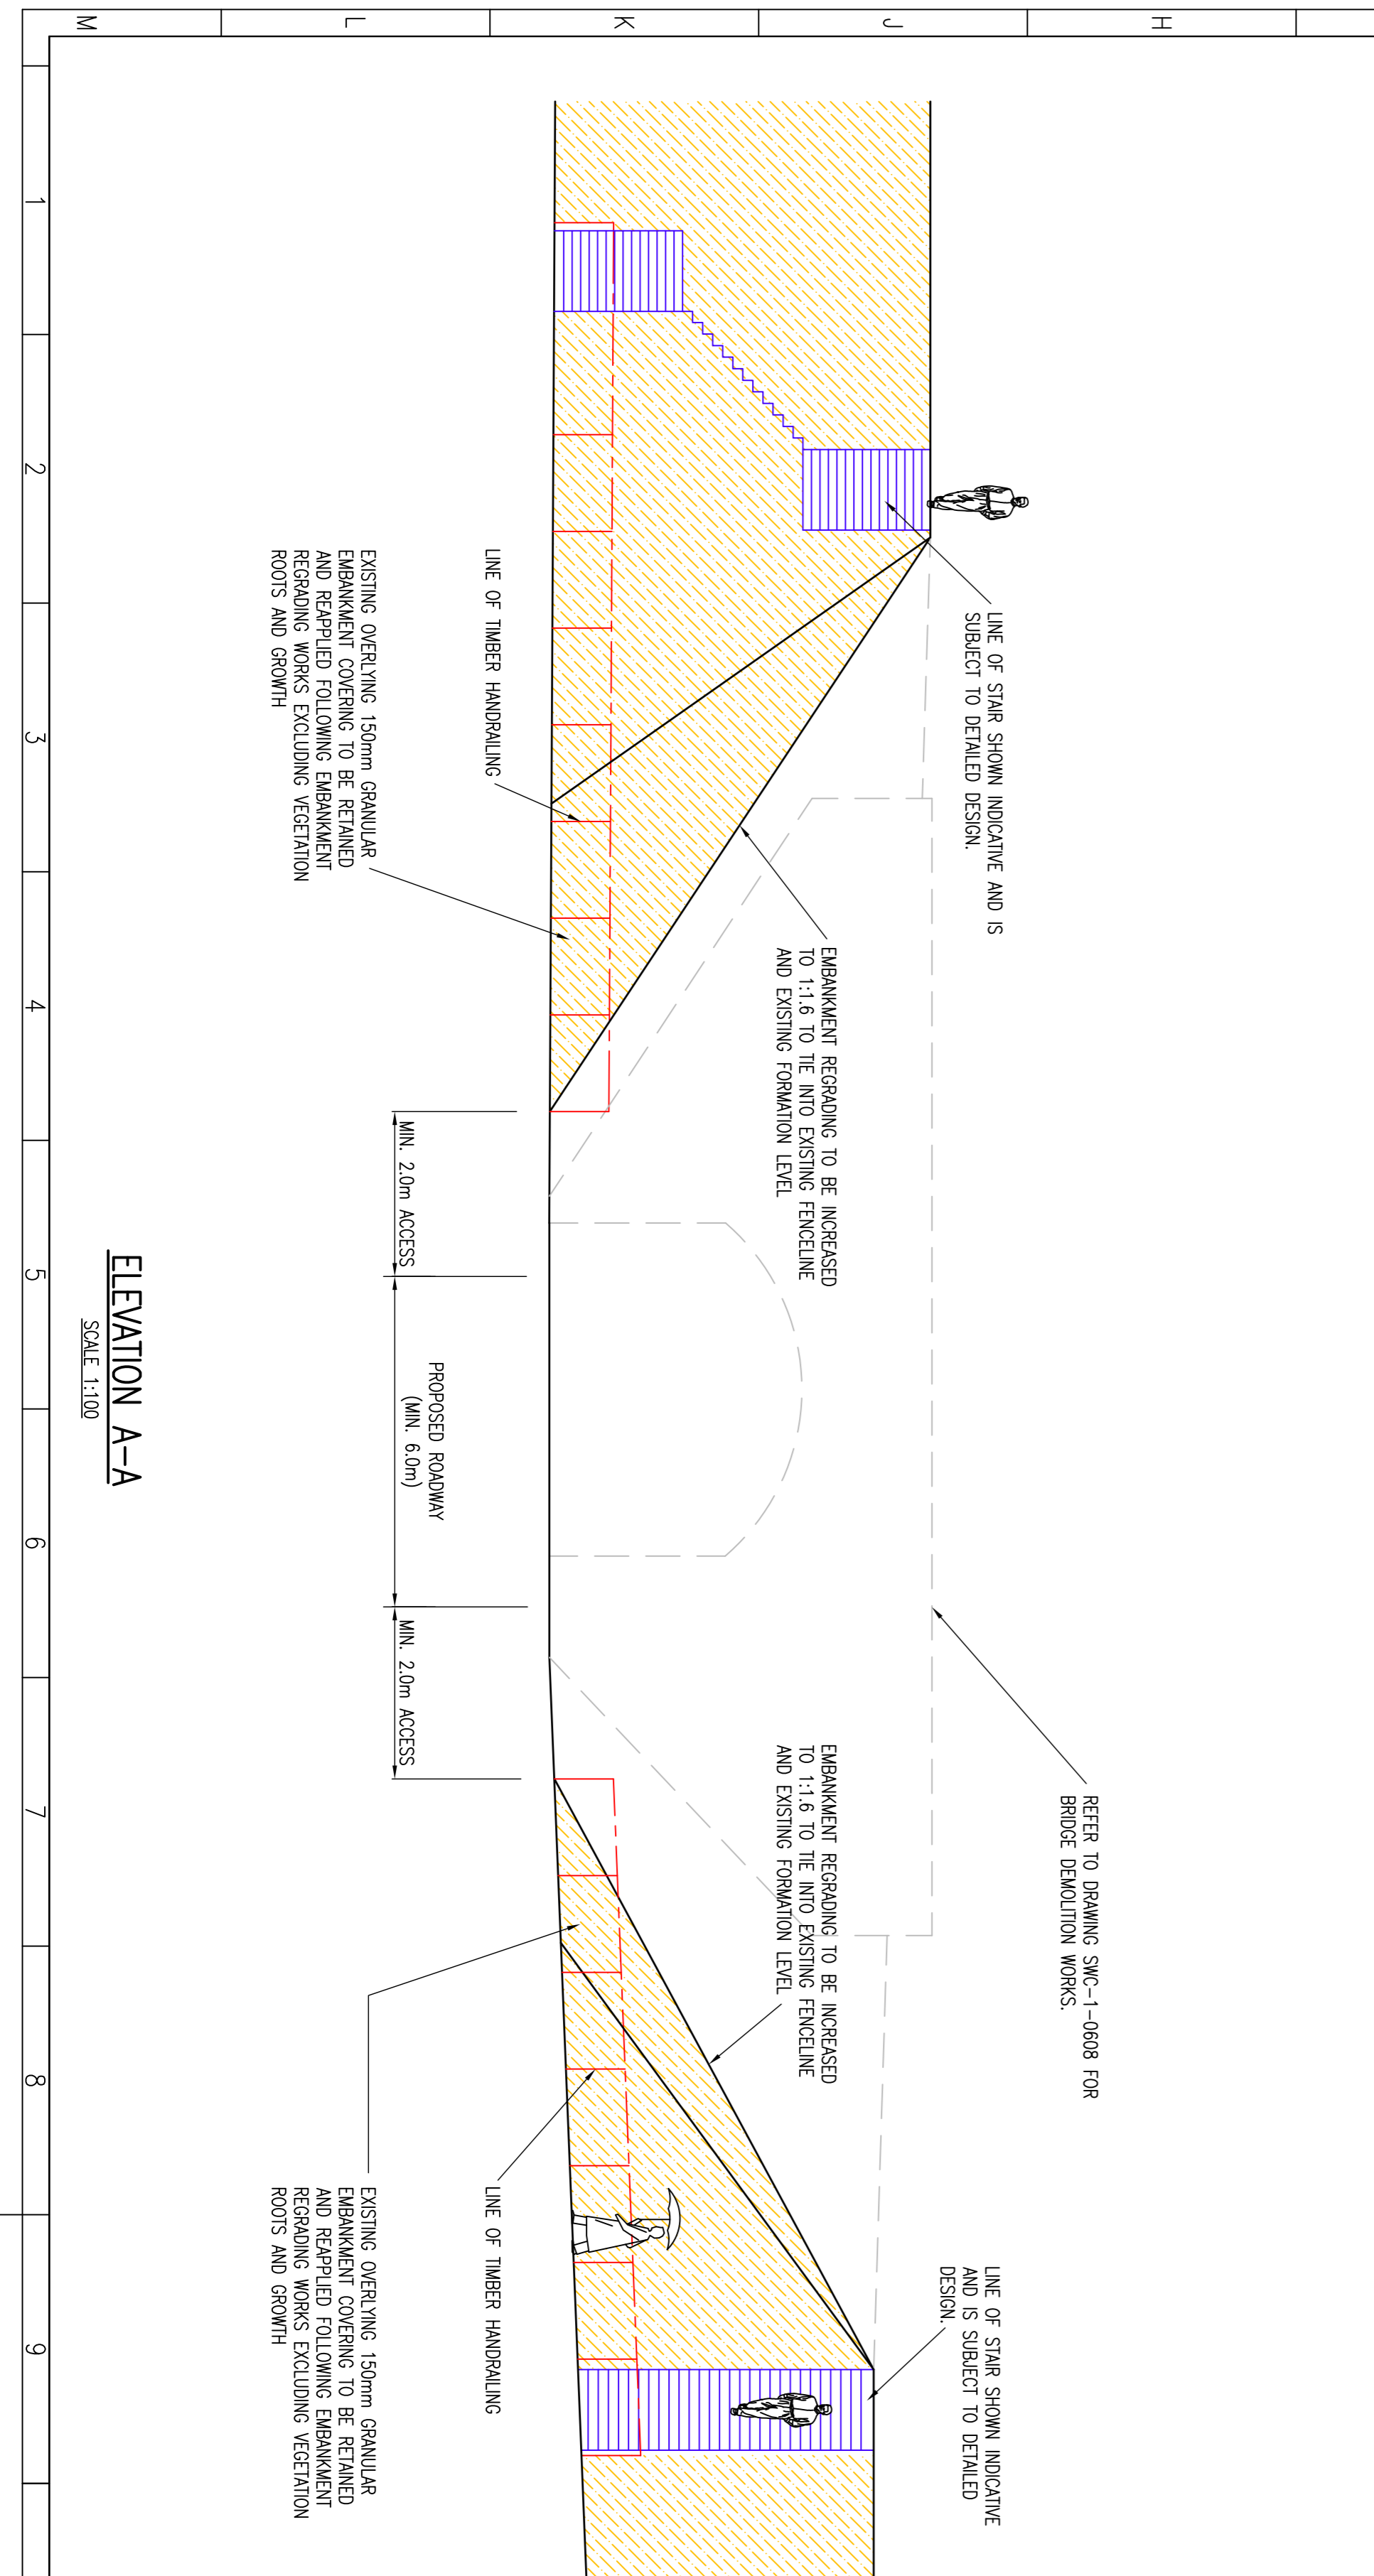 M
L
K
J
H
1
2
3
4
5
6
7
8
9
REFER TO DRAWING SWC-1-0608 FOR
BRIDGE DEMOLITION WORKS.
LINE OF STAIR SHOWN INDICATIVE AND IS
SUBJECT TO DETAILED DESIGN.
LINE OF STAIR SHOWN INDICATIVE
AND IS SUBJECT TO DETAILED
DESIGN.
EMBANKMENT REGRADING TO BE INCREASED
TO 1:1.6 TO TIE INTO EXISTING FENCELINE
AND EXISTING FORMATION LEVEL
EMBANKMENT REGRADING TO BE INCREASED
TO 1:1.6 TO TIE INTO EXISTING FENCELINE
AND EXISTING FORMATION LEVEL
LINE OF TIMBER HANDRAILING
LINE OF TIMBER HANDRAILING
PROPOSED ROADWAY
(MIN. 6.0m)
MIN. 2.0m ACCESS
MIN. 2.0m ACCESS
EXISTING OVERLYING 150mm GRANULAR
EMBANKMENT COVERING TO BE RETAINED
AND REAPPLIED FOLLOWING EMBANKMENT
REGRADING WORKS EXCLUDING VEGETATION
ROOTS AND GROWTH
EXISTING OVERLYING 150mm GRANULAR
EMBANKMENT COVERING TO BE RETAINED
AND REAPPLIED FOLLOWING EMBANKMENT
REGRADING WORKS EXCLUDING VEGETATION
ROOTS AND GROWTH
ELEVATION A-A
SCALE 1:100